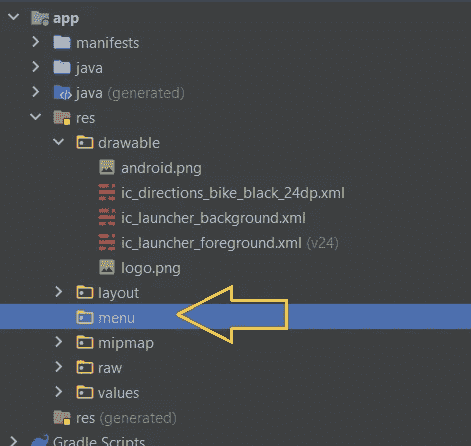 app
manifests
java
java (generated)
res
drawable
android.png
ic_directions_bike_black_24dp.xml
ic_launcher_background.xml
ic_launcher_foreground.xml (v24)
logo.png
layout
menu
mipmap
raw
values
res (generated)
Gradle Scripts